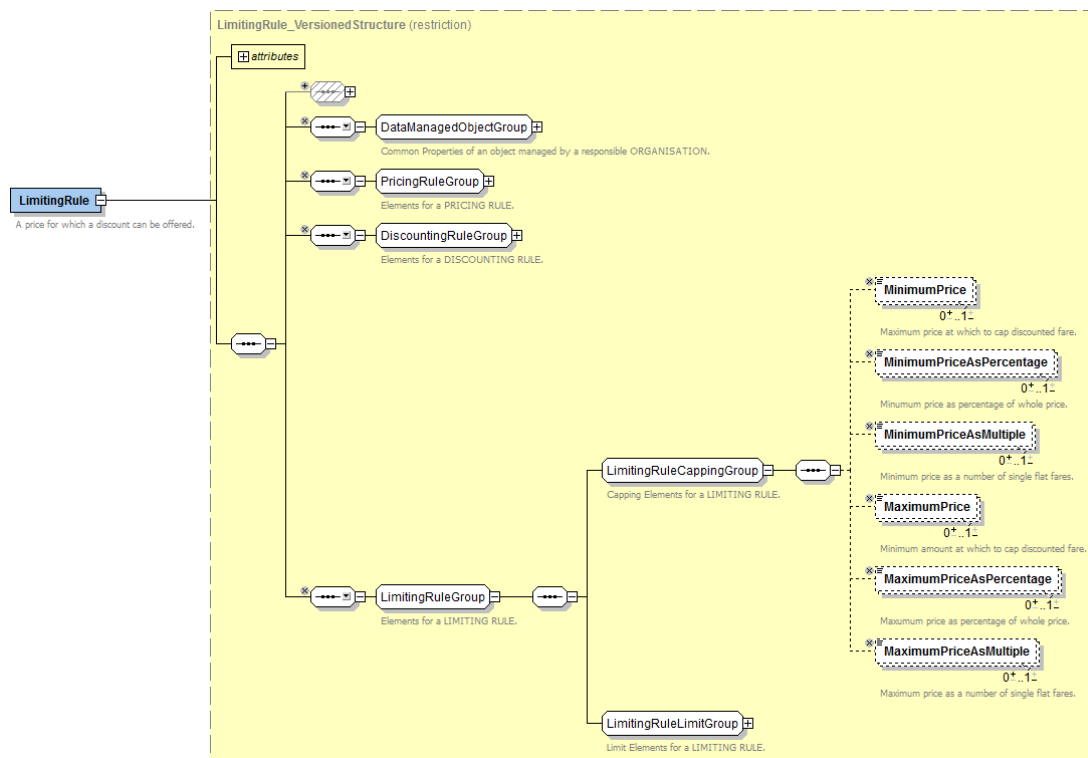 LimitingRule_VersionedStructure (restriction)
attributes
DataManagedObjectGroup
Common Properties of an object managed by a responsible ORGANISATION.
PricingRuleGroup
Elements for a PRICING RULE.
LimitingRule
A price for which a discount can be offered.
DiscountingRuleGroup
Elements for a DISCOUNTING RULE.
MinimumPrice
0..1
Maximum price at which to cap discounted fare.
MinimumPriceAsPercentage
0..1
Minumum price as percentage of whole price.
MinimumPriceAsMultiple
0..1
Minimum price as a number of single flat fares.
LimitingRuleCappingGroup
Capping Elements for a LIMITING RULE.
MaximumPrice
0..1
Minimum amount at which to cap discounted fare.
MaximumPriceAsPercentage
0..1
Maxumum price as percentage of whole price.
LimitingRuleGroup
Elements for a LIMITING RULE.
MaximumPriceAsMultiple
0..1
Maximum price as a number of single flat fares.
LimitingRuleLimitGroup
Limit Elements for a LIMITING RULE.